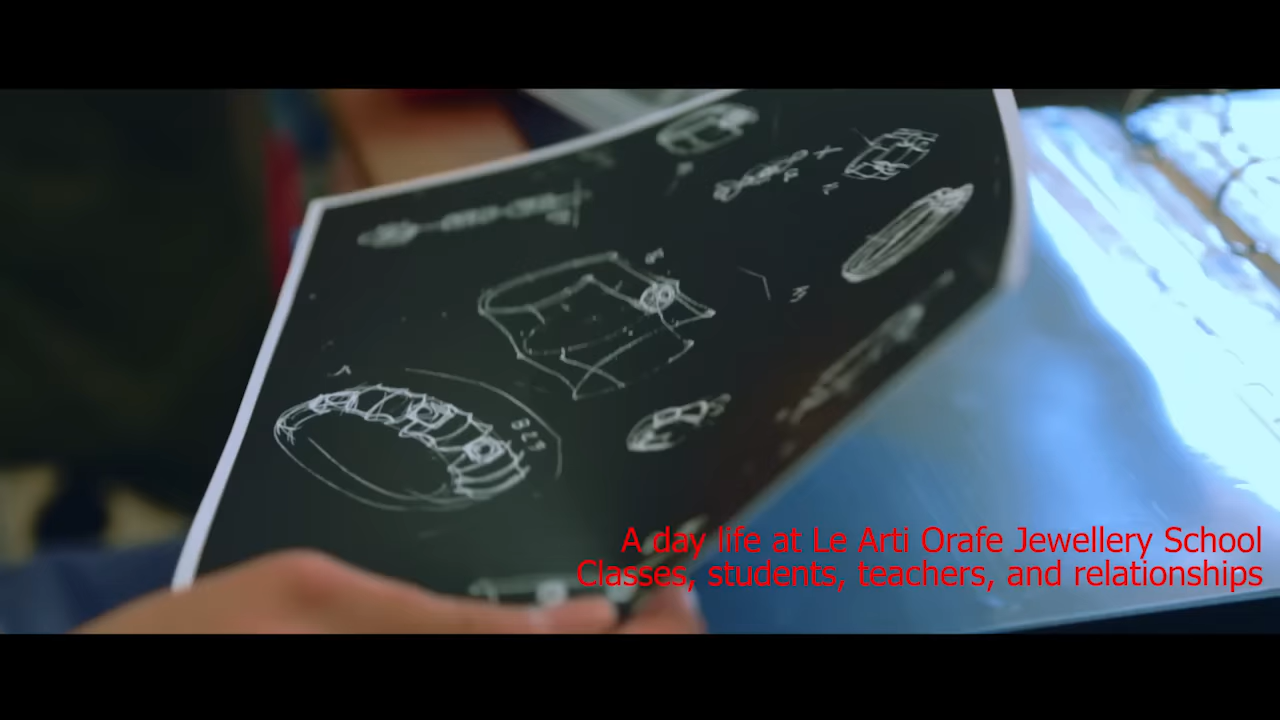 A day life at Le Arti Orafe Jewellery School
Classes, students, teachers, and relationships